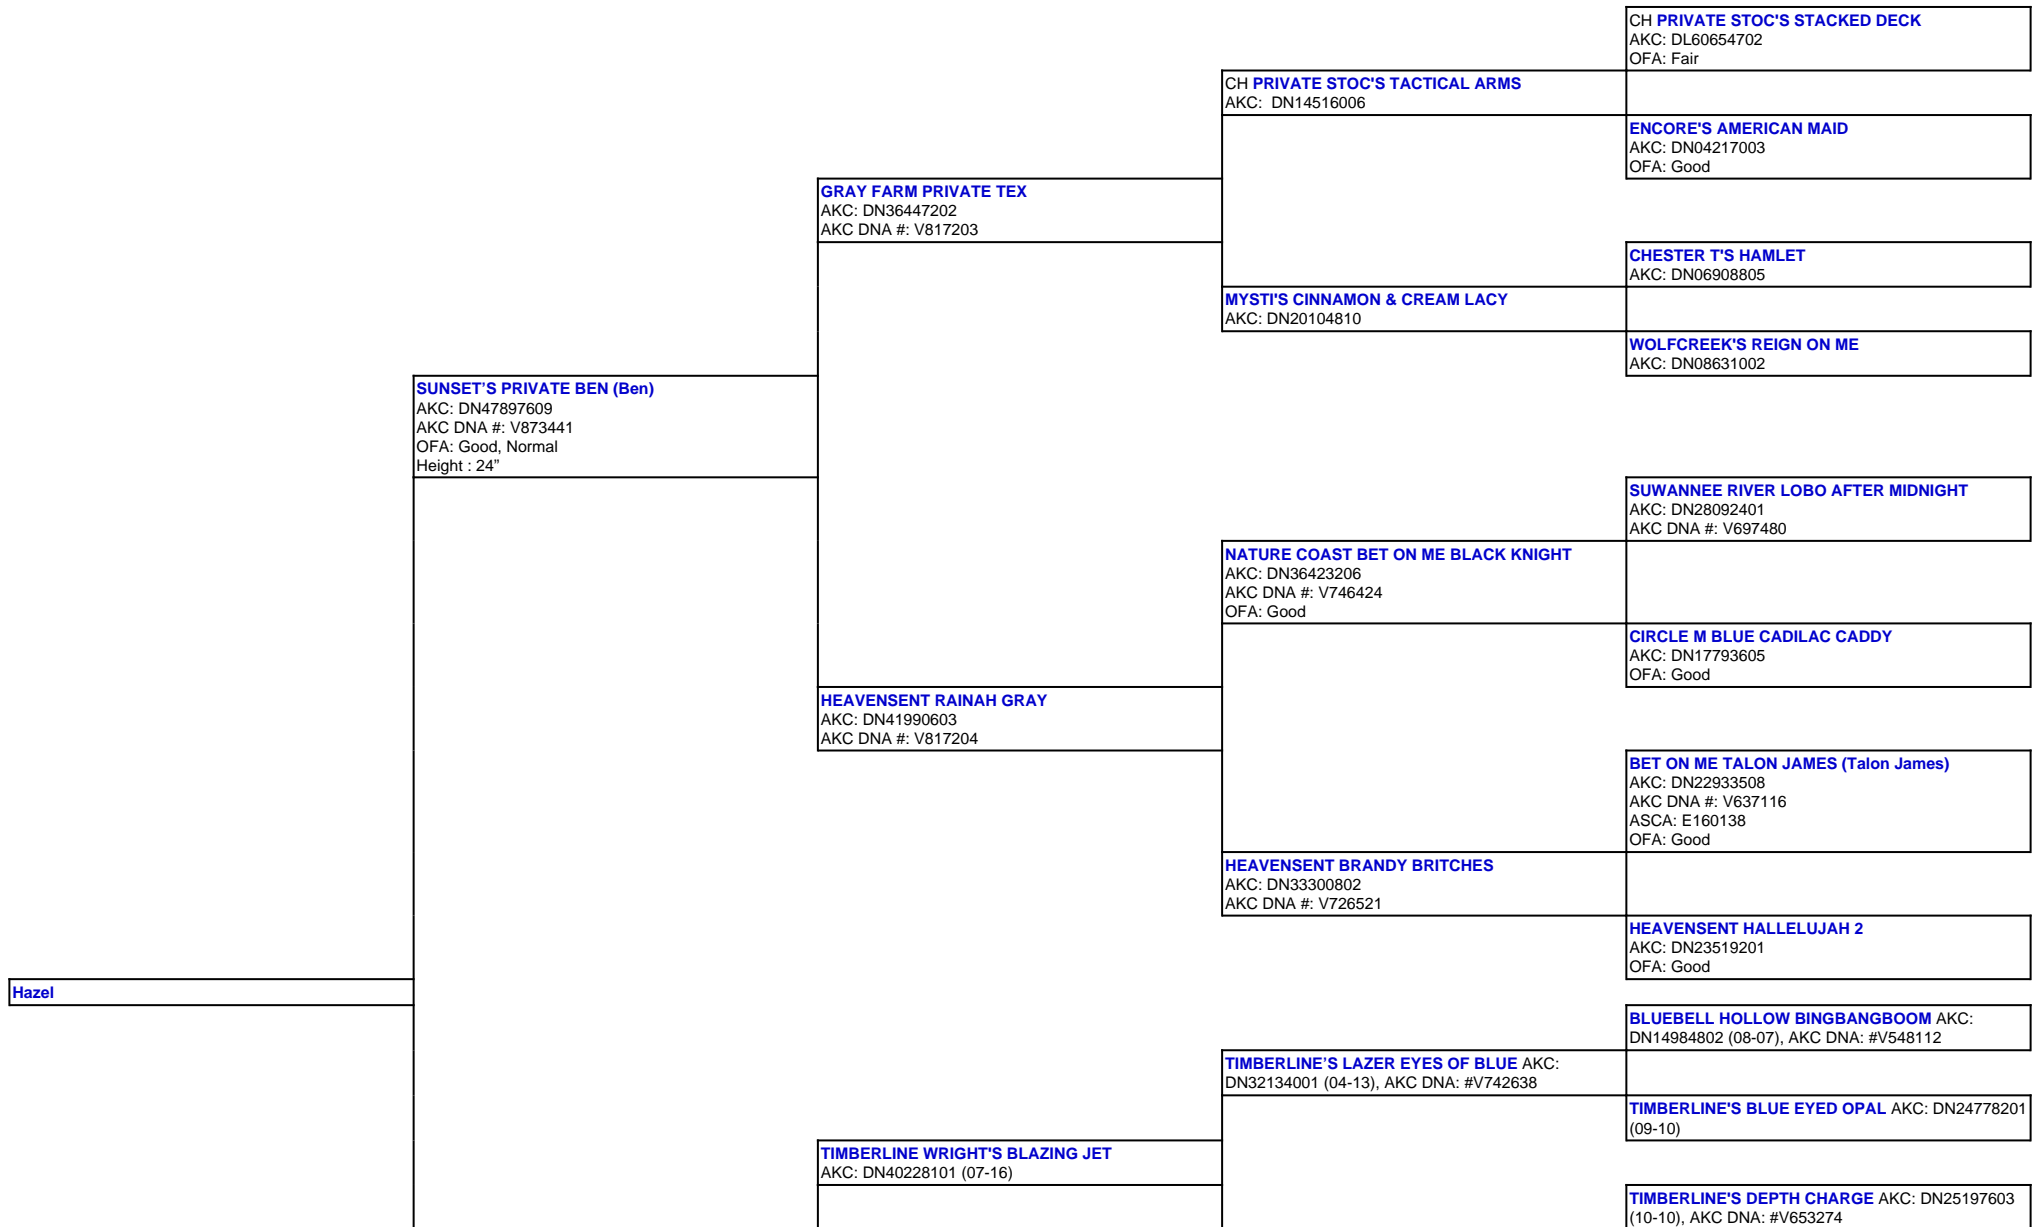 CH PRIVATE STOC'S STACKED DECK
AKC: DL60654702
OFA: Fair
CH PRIVATE STOC'S TACTICAL ARMS
AKC:  DN14516006
ENCORE'S AMERICAN MAID
AKC: DN04217003
OFA: Good
GRAY FARM PRIVATE TEX
AKC: DN36447202
AKC DNA #: V817203
CHESTER T'S HAMLET
AKC: DN06908805
MYSTI'S CINNAMON & CREAM LACY
AKC: DN20104810
WOLFCREEK'S REIGN ON ME
AKC: DN08631002
SUNSET’S PRIVATE BEN (Ben)
AKC: DN47897609
AKC DNA #: V873441
OFA: Good, Normal
Height : 24”
SUWANNEE RIVER LOBO AFTER MIDNIGHT
AKC: DN28092401
AKC DNA #: V697480
NATURE COAST BET ON ME BLACK KNIGHT
AKC: DN36423206
AKC DNA #: V746424
OFA: Good
CIRCLE M BLUE CADILAC CADDY
AKC: DN17793605
OFA: Good
HEAVENSENT RAINAH GRAY
AKC: DN41990603
AKC DNA #: V817204
BET ON ME TALON JAMES (Talon James)
AKC: DN22933508
AKC DNA #: V637116
ASCA: E160138
OFA: Good
HEAVENSENT BRANDY BRITCHES
AKC: DN33300802
AKC DNA #: V726521
HEAVENSENT HALLELUJAH 2
AKC: DN23519201
OFA: Good
Hazel
BLUEBELL HOLLOW BINGBANGBOOM AKC:
DN14984802 (08-07), AKC DNA: #V548112
TIMBERLINE’S LAZER EYES OF BLUE AKC:
DN32134001 (04-13), AKC DNA: #V742638
TIMBERLINE'S BLUE EYED OPAL AKC: DN24778201
(09-10)
TIMBERLINE WRIGHT'S BLAZING JET
AKC: DN40228101 (07-16)
TIMBERLINE'S DEPTH CHARGE AKC: DN25197603
(10-10), AKC DNA: #V653274